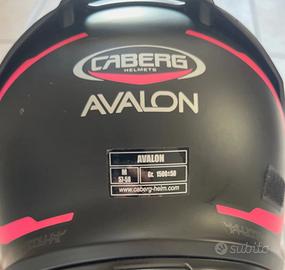 CABERG
HELMETS
AVALON
AVALON
M
57-58
Gr. 1500±50
www.caberg-helm.com
subito